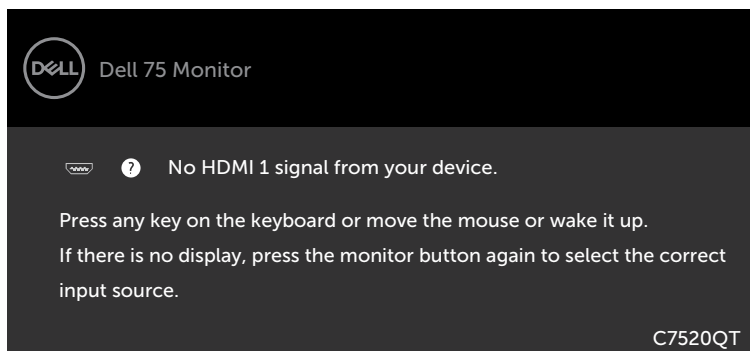 DELL Dell 75 Monitor
? No HDMI 1 signal from your device.
Press any key on the keyboard or move the mouse or wake it up.
If there is no display, press the monitor button again to select the correct
input source.
C7520QT